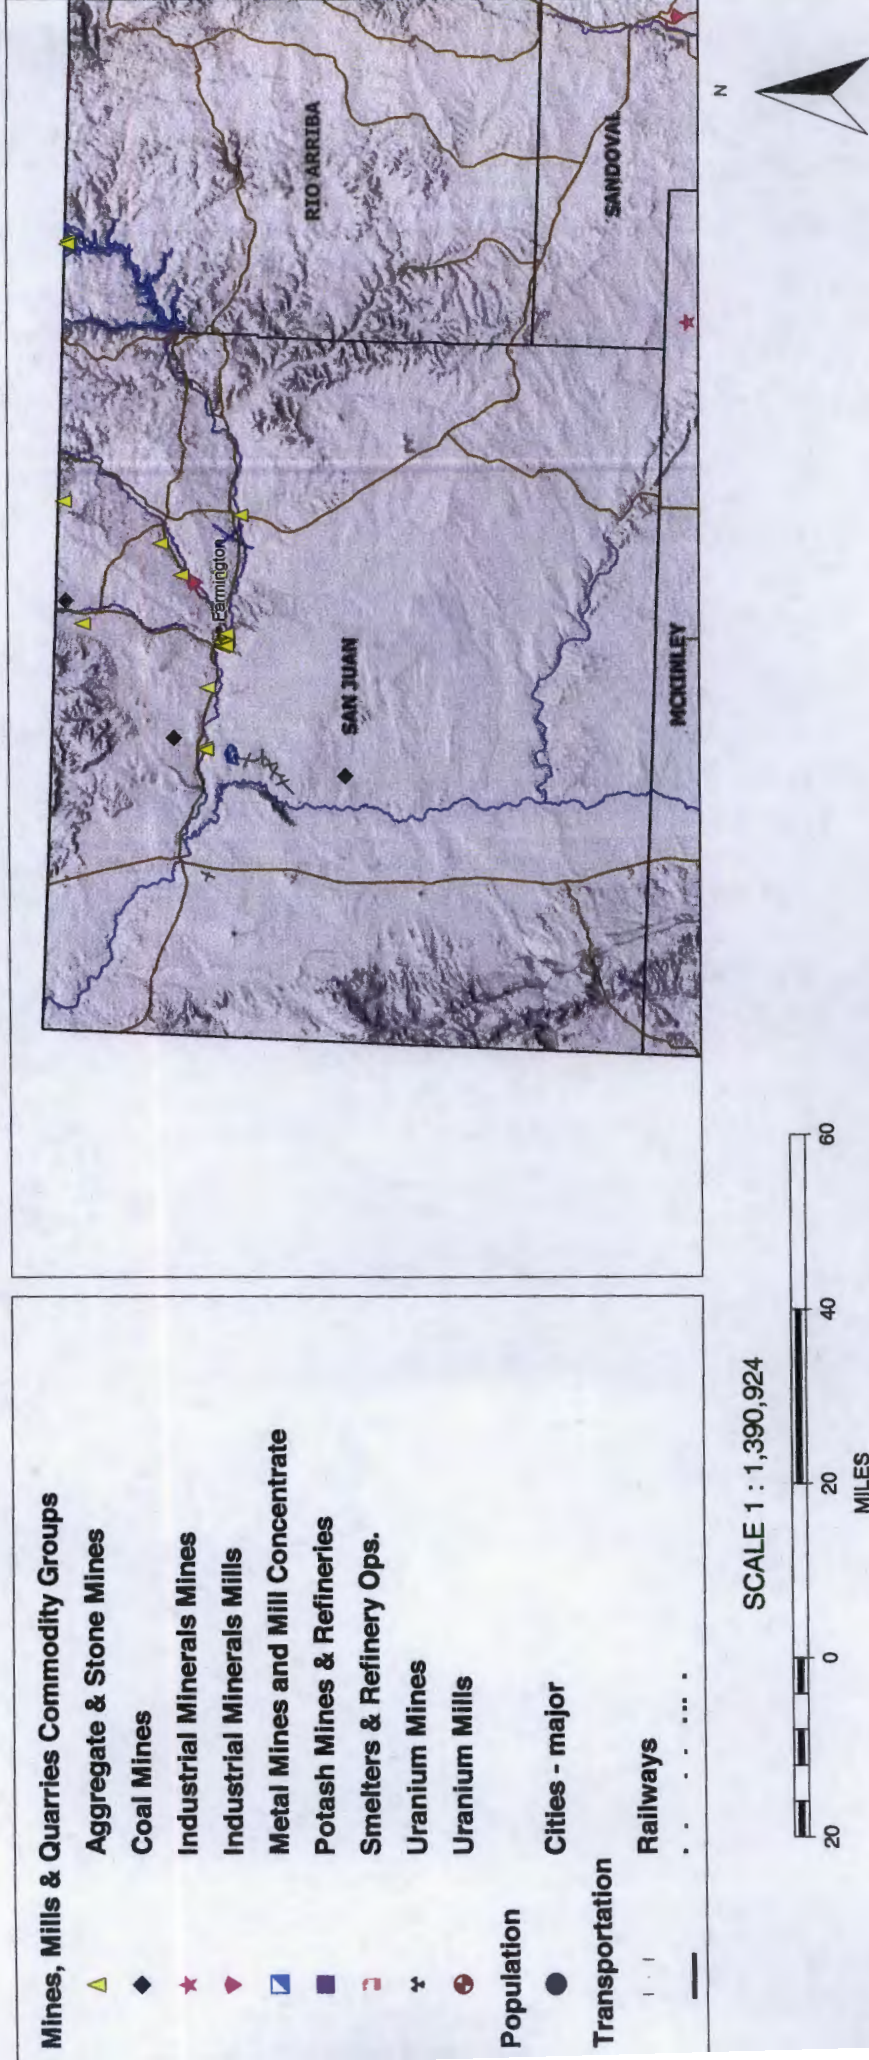 Mines, Mills & Quarries Commodity Groups
Aggregate & Stone Mines
Coal Mines
Industrial Minerals Mines
Industrial Minerals Mills
Metal Mines and Mill Concentrate
Potash Mines & Refineries
Smelters & Refinery Ops.
Uranium Mines
Uranium Mills
Population
Cities - major
Transportation
Railways
Farmington
RIO ARRIBA
SAN JUAN
SANDOVAL
MCKINLEY
N
SCALE 1 : 1,390,924
20 0 20 40 60
MILES